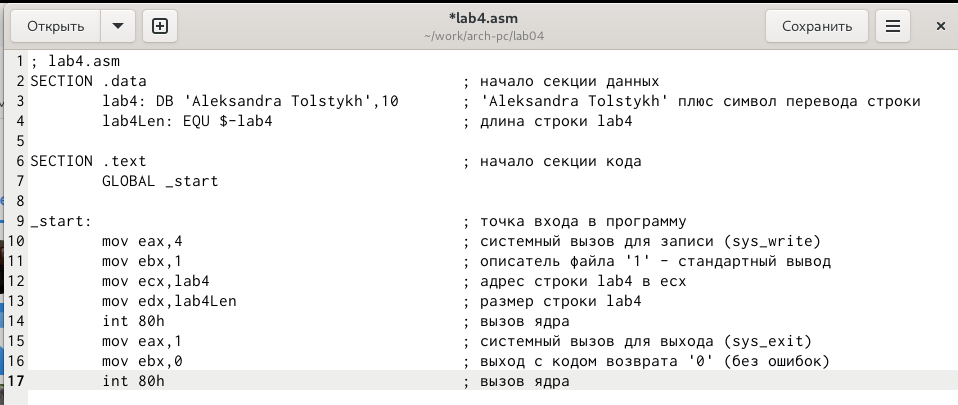 Открыть *lab4.asm Сохранить
~/work/arch-pc/lab04
1 ; lab4.asm
2 SECTION .data ; начало секции данных
3 lab4: DB 'Aleksandra Tolstykh',10 ; 'Aleksandra Tolstykh' плюс символ перевода строки
4 lab4Len: EQU $-lab4 ; длина строки lab4
5
6 SECTION .text ; начало секции кода
7 GLOBAL _start
8
9 _start: ; точка входа в программу
10 mov eax,4 ; системный вызов для записи (sys_write)
11 mov ebx,1 ; описатель файла '1' - стандартный вывод
12 mov ecx,lab4 ; адрес строки lab4 в ecx
13 mov edx,lab4Len ; размер строки lab4
14 int 80h ; вызов ядра
15 mov eax,1 ; системный вызов для выхода (sys_exit)
16 mov ebx,0 ; выход с кодом возврата '0' (без ошибок)
17 int 80h ; вызов ядра